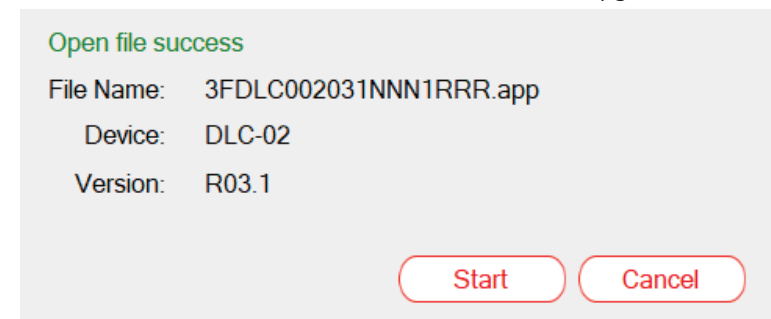 Open file success
File Name: 3FDLC002031NNN1RRR.app
Device: DLC-02
Version: R03.1
Start Cancel